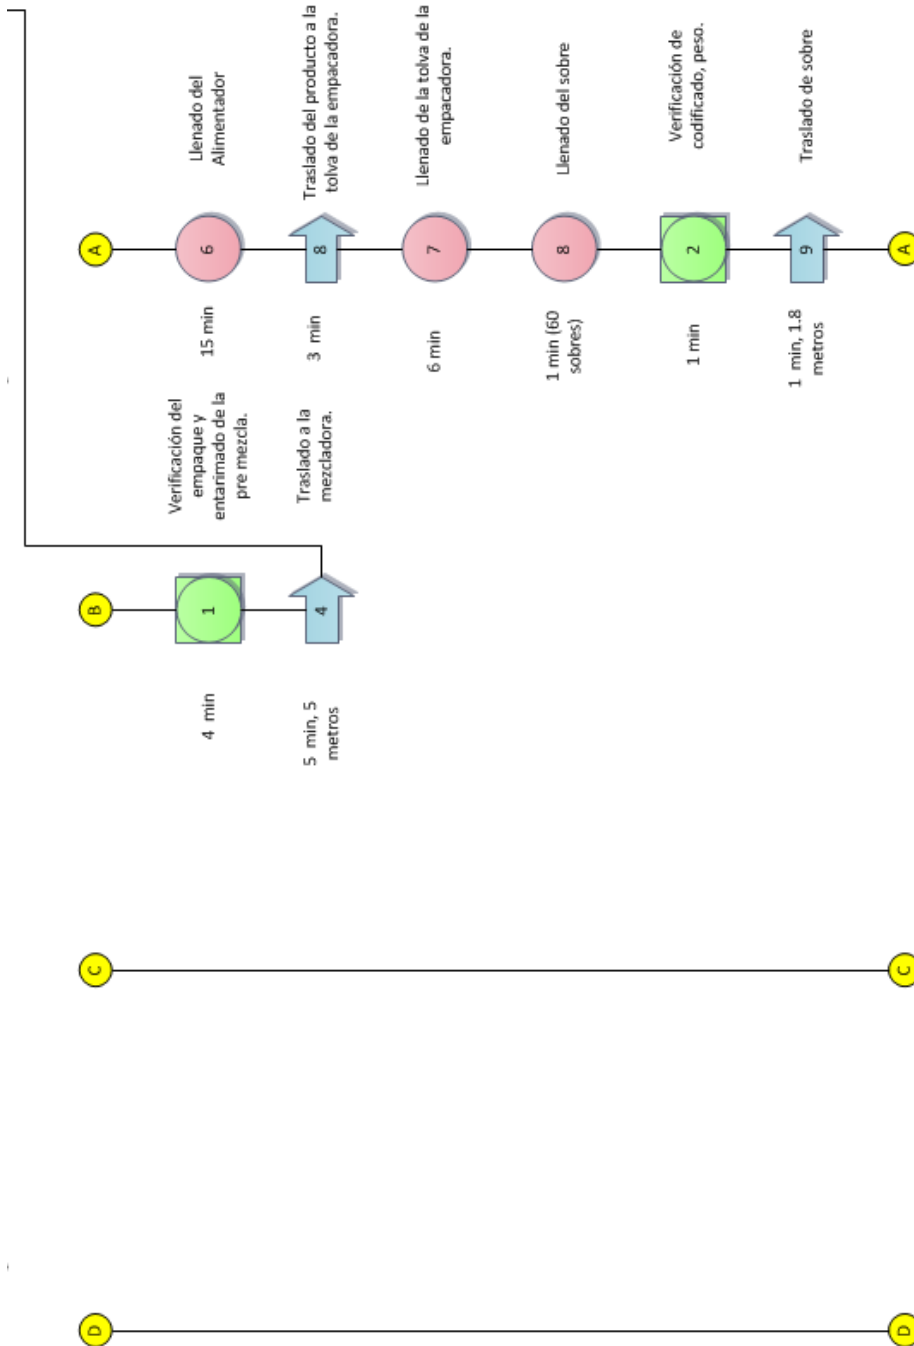 D
C
B
A
4 min
1
Verificación del
empaque y
entarimado de la
pre mezcla.
15 min
6
Llenado del
Alimentador
5 min, 5
metros
4
Traslado a la
mezcladora.
3 min
8
Traslado del producto a la
tolva de la empacadora.
6 min
7
Llenado de la tolva de la
empacadora.
1 min (60
sobres)
8
Llenado del sobre
1 min
2
Verificación de
codificado, peso.
1 min, 1.8
metros
9
Traslado de sobre
D
C
A